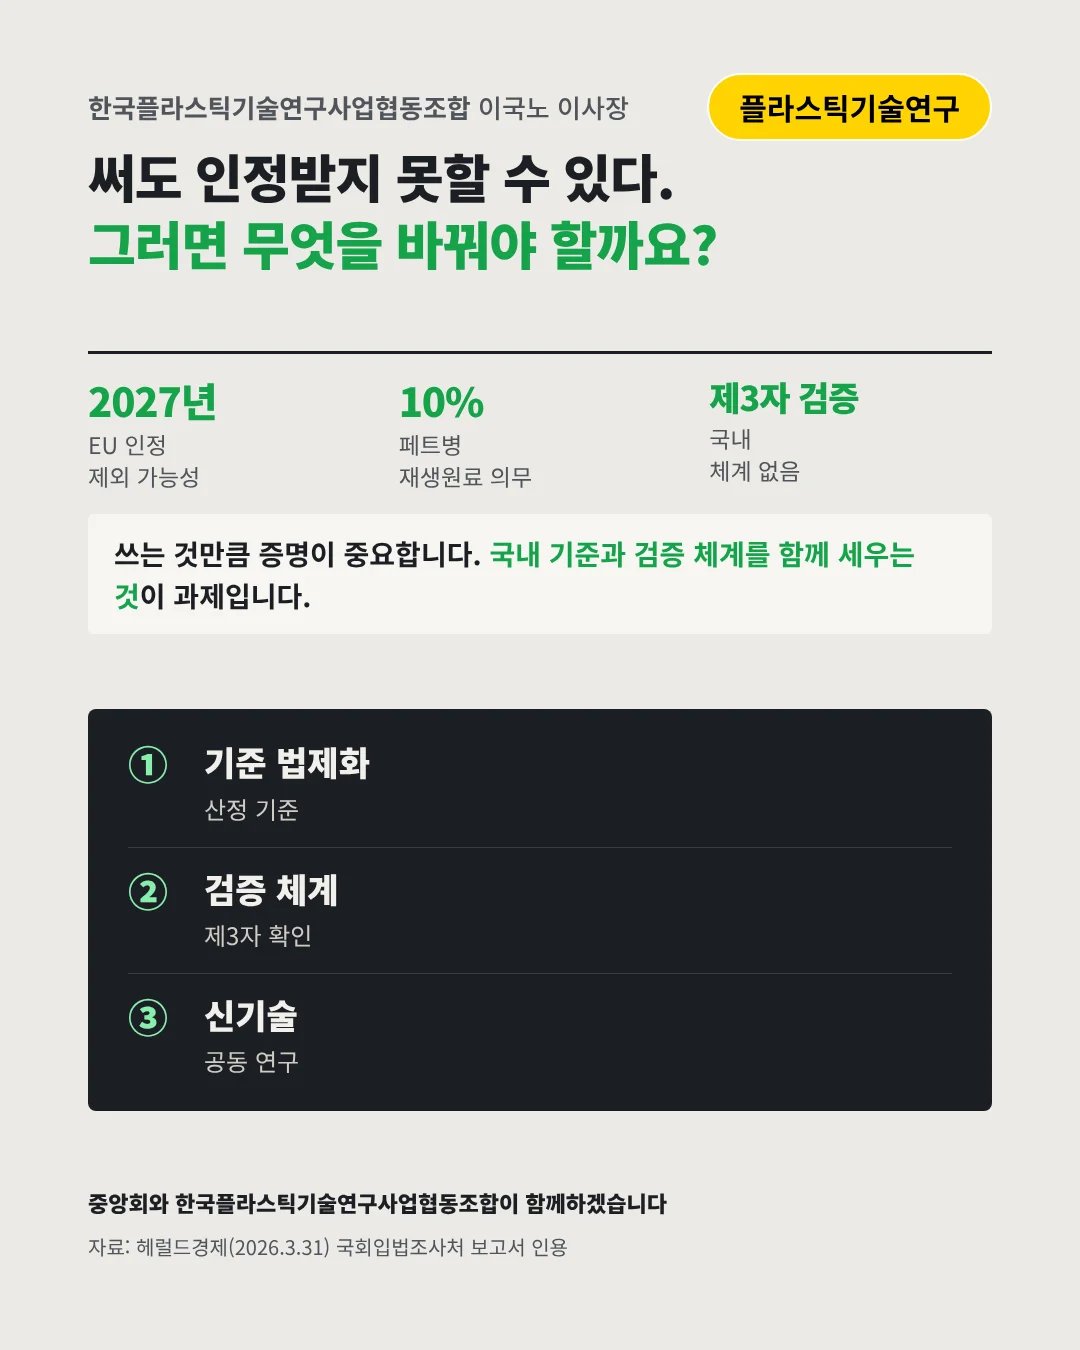 한국플라스틱기술연구사업협동조합 이국노 이사장
플라스틱기술연구
써도 인정받지 못할 수 있다.
그러면 무엇을 바꿔야 할까요?
2027년
EU 인정
제외 가능성
10%
페트병
재생원료 의무
제3자 검증
국내
체계 없음
쓰는 것만큼 증명이 중요합니다. 국내 기준과 검증 체계를 함께 세우는
것이 과제입니다.
① 기준 법제화
산정 기준
② 검증 체계
제3자 확인
③ 신기술
공동 연구
중앙회와 한국플라스틱기술연구사업협동조합이 함께하겠습니다
자료: 헤럴드경제(2026.3.31) 국회입법조사처 보고서 인용